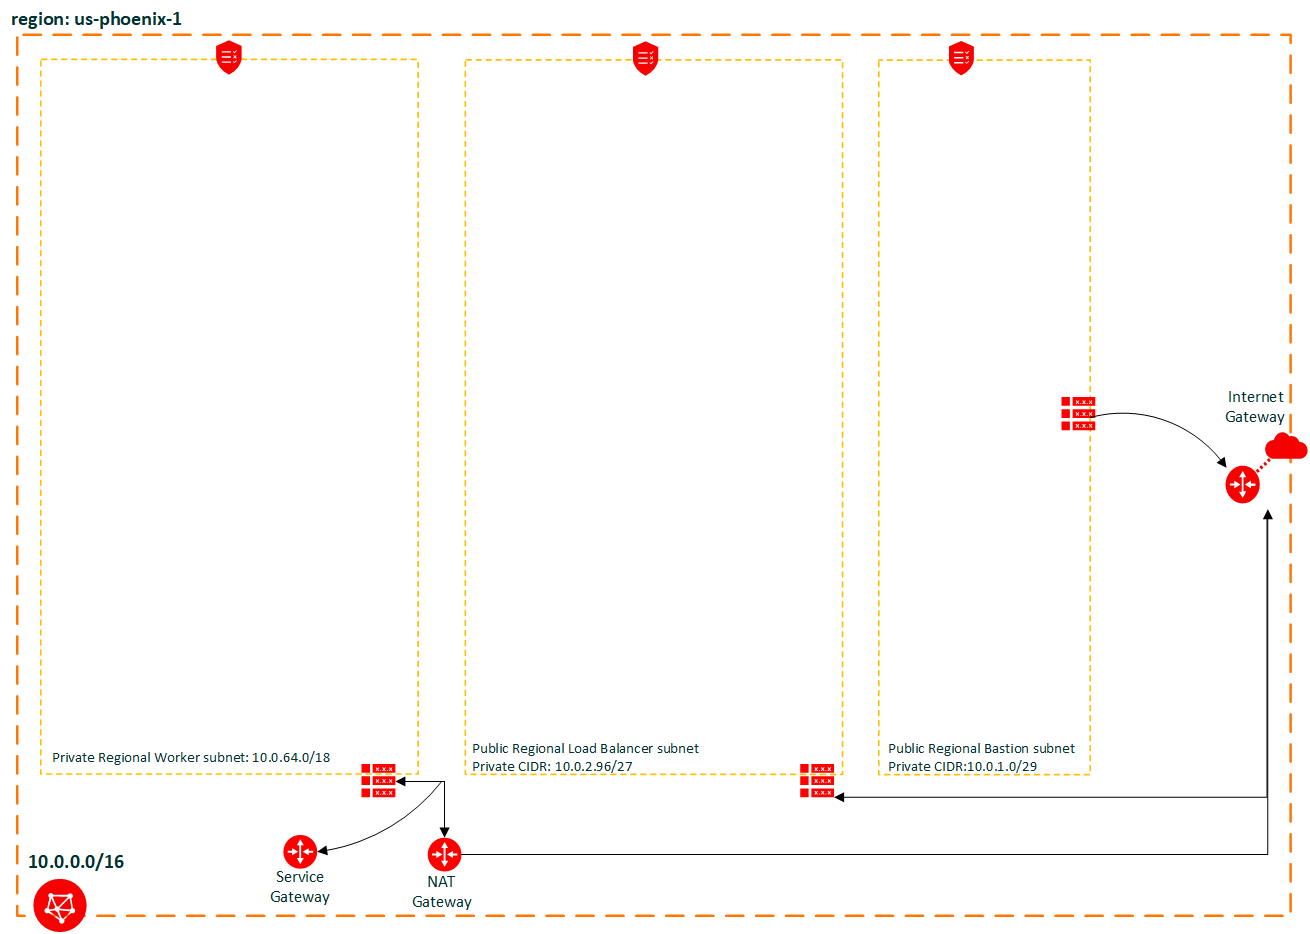 region: us-phoenix-1
Internet
Gateway
x.x.x
x.x.x
x.x.x
Private Regional Worker subnet: 10.0.64.0/18
Public Regional Load Balancer subnet
Private CIDR: 10.0.2.96/27
Public Regional Bastion subnet
Private CIDR:10.0.1.0/29
x.x.x
x.x.x
x.x.x
x.x.x
x.x.x
x.x.x
10.0.0.0/16
Service
Gateway
NAT
Gateway